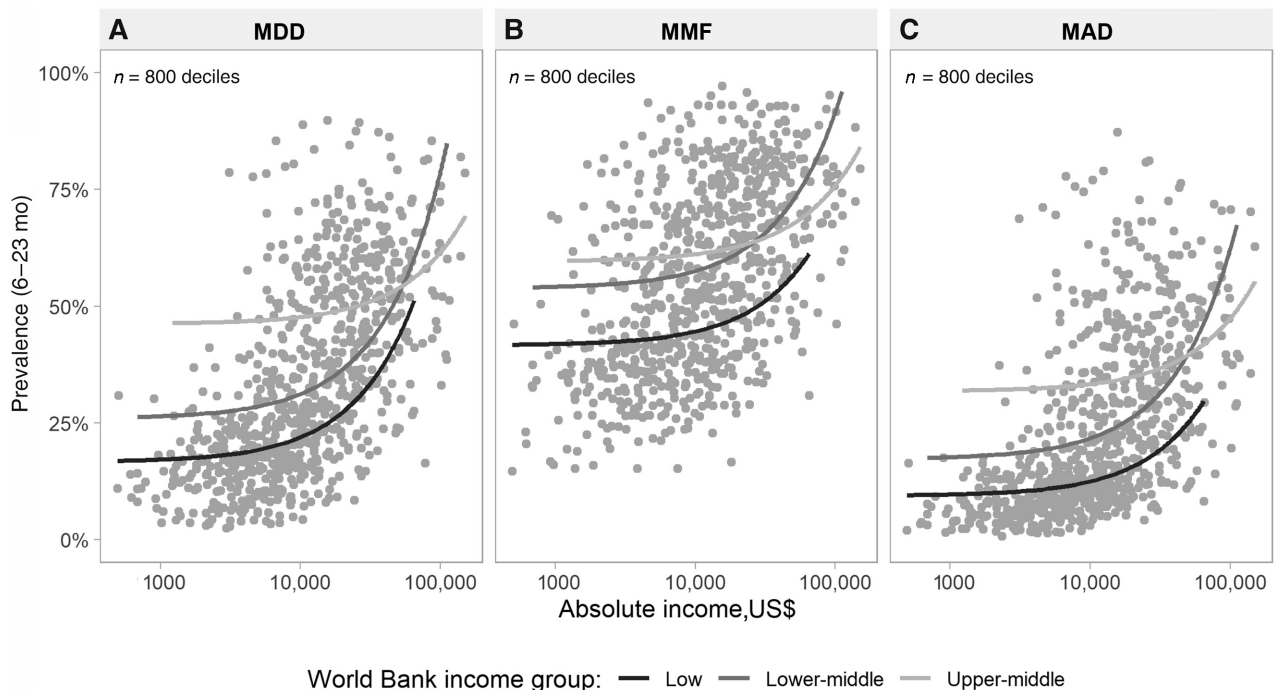 A MDD B MMF C MAD
n = 800 deciles n = 800 deciles n = 800 deciles
100%
75%
50%
25%
0%
Prevalence (6–23 mo)
1000 10,000 100,000 1000 10,000 100,000 1000 10,000 100,000
Absolute income,US$
World Bank income group: Low Lower-middle Upper-middle